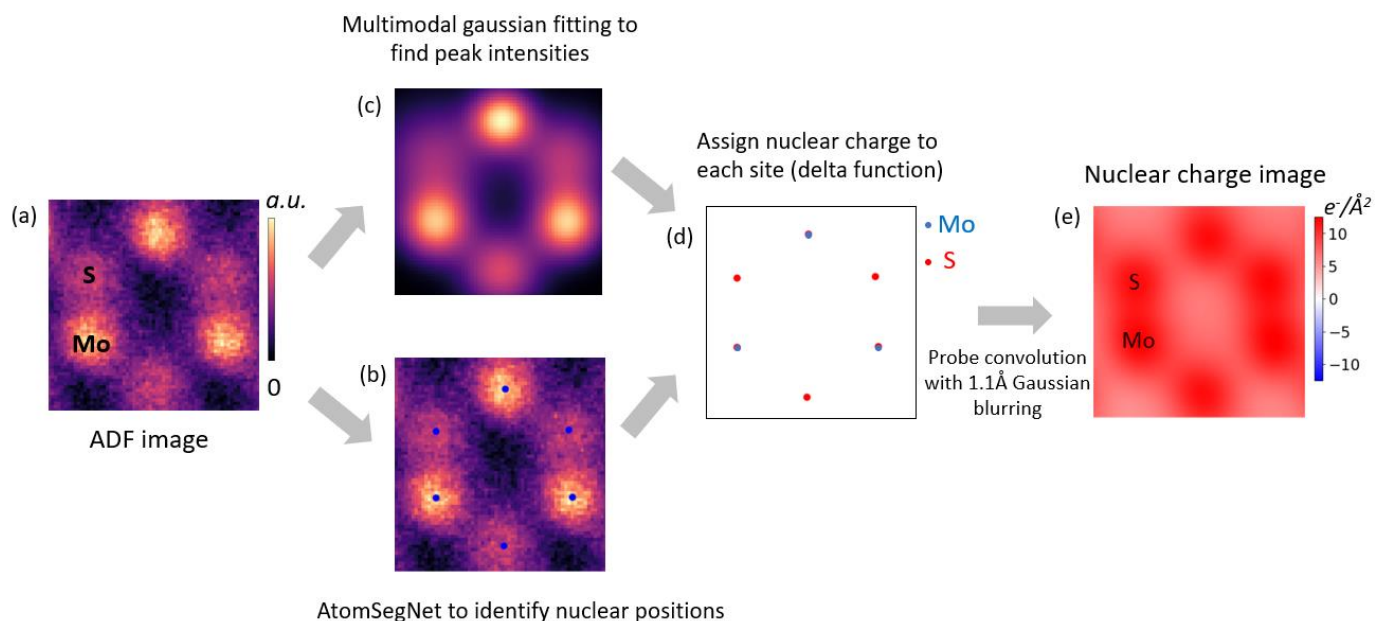 Multimodal gaussian fitting to
find peak intensities
(c)
Assign nuclear charge to
each site (delta function)
Nuclear charge image
(a)
a.u.
S
Mo
0
ADF image
(d)
Mo
S
(e)
e⁻/Å²
10
5
0
−5
−10
S
Mo
Probe convolution
with 1.1Å Gaussian
blurring
(b)
AtomSegNet to identify nuclear positions